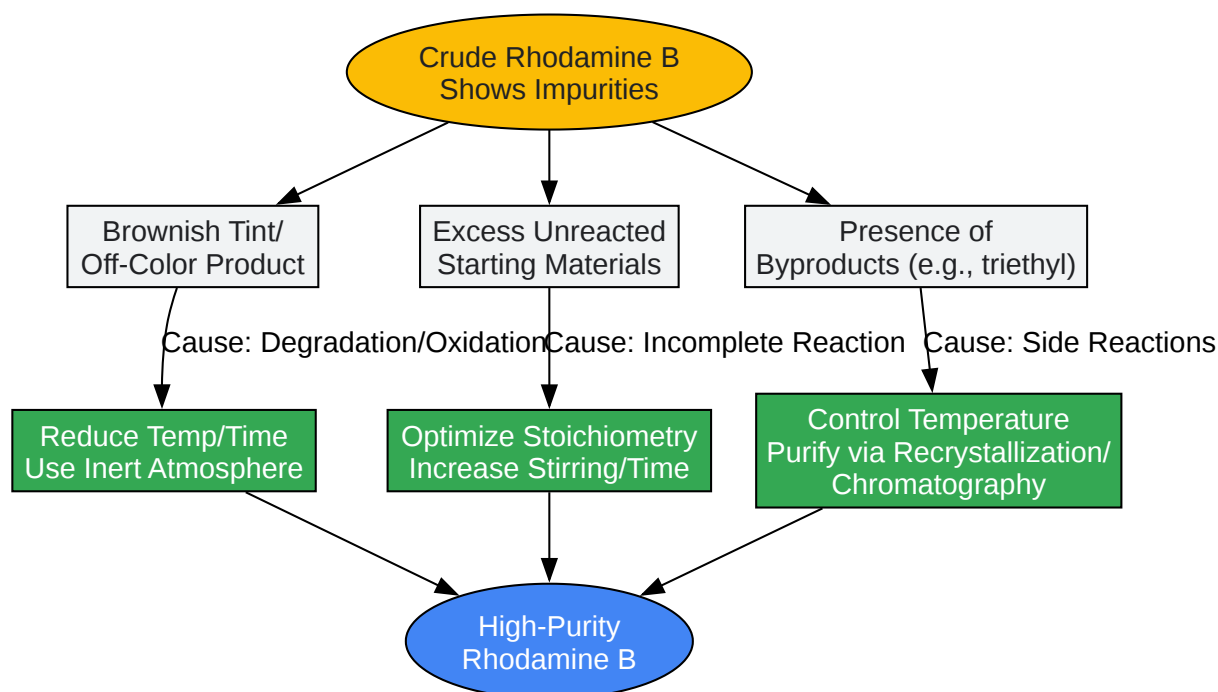 Crude Rhodamine B
Shows Impurities
Brownish Tint/
Off-Color Product
Excess Unreacted
Starting Materials
Presence of
Byproducts (e.g., triethyl)
Cause: Degradation/Oxidation
Cause: Incomplete Reaction
Cause: Side Reactions
Reduce Temp/Time
Use Inert Atmosphere
Optimize Stoichiometry
Increase Stirring/Time
Control Temperature
Purify via Recrystallization/
Chromatography
High-Purity
Rhodamine B